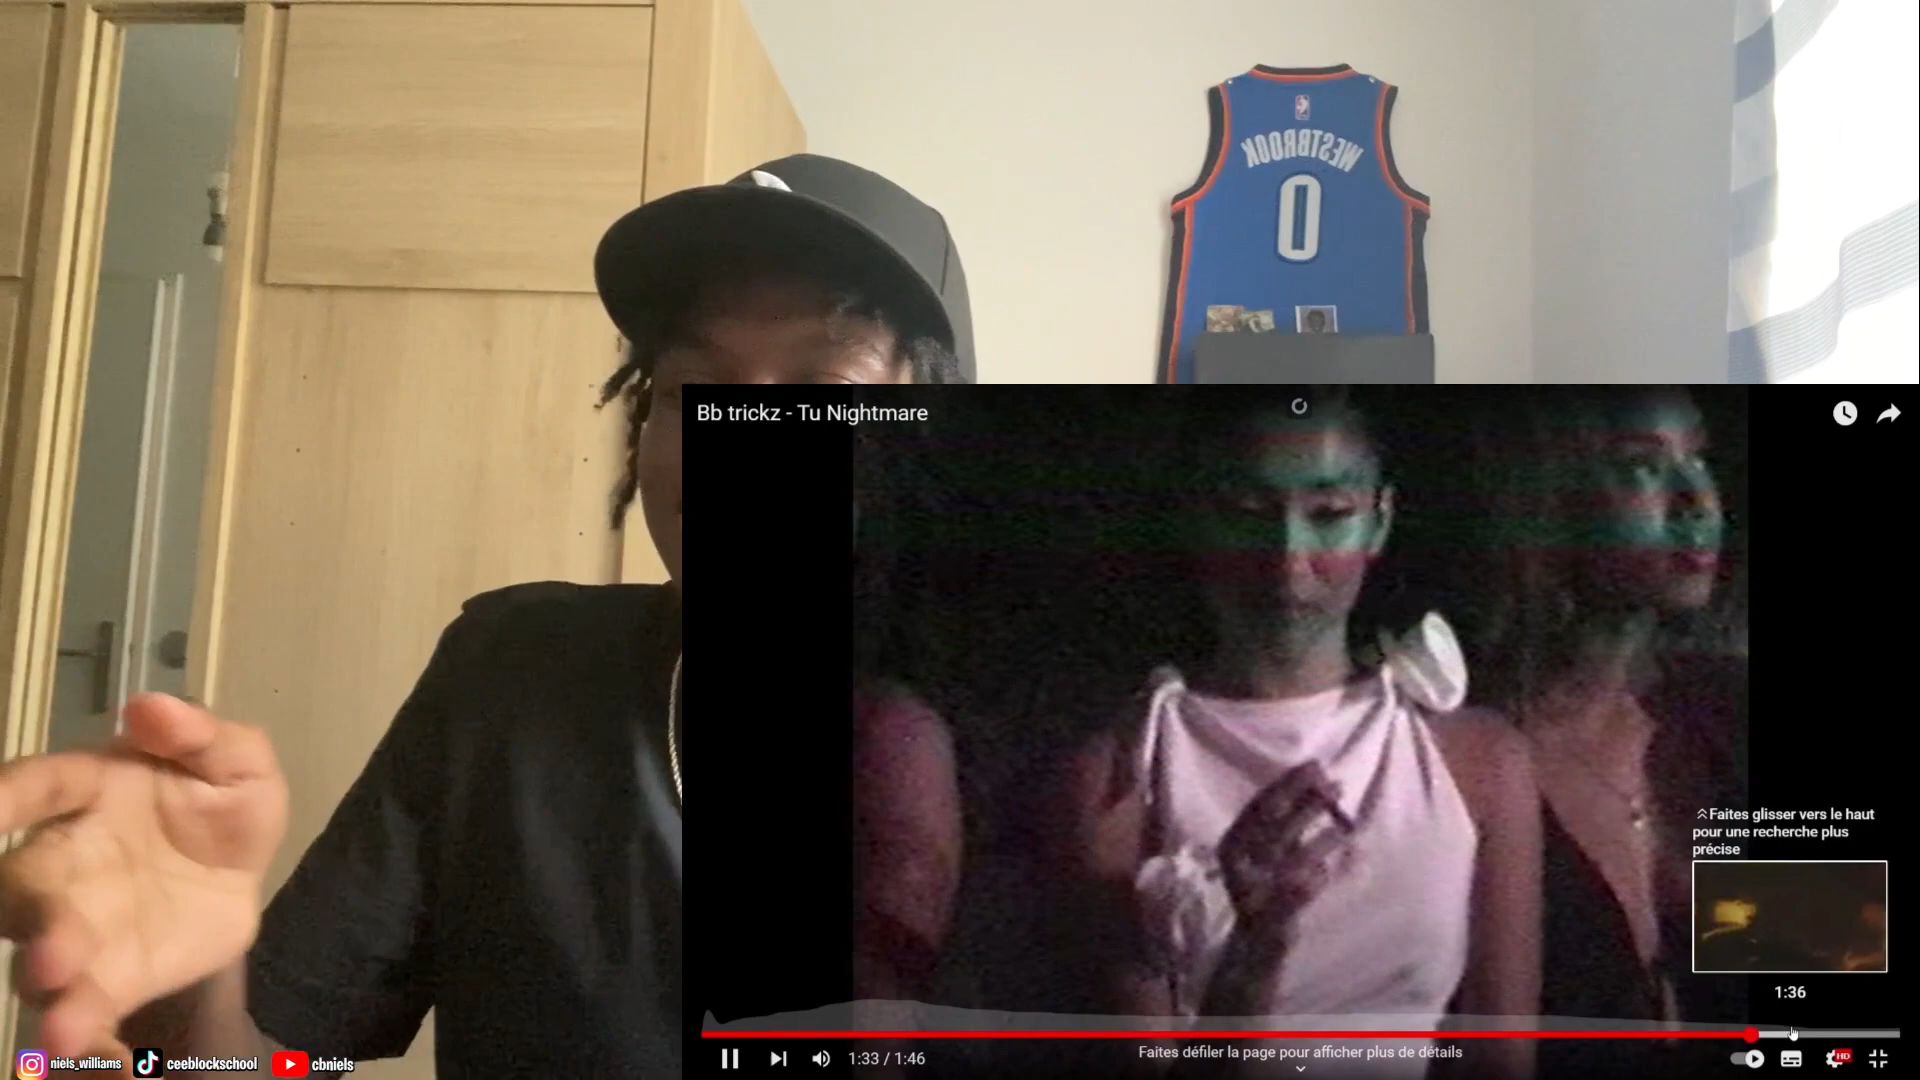 WESTBROOK
0
Bb trickz - Tu Nightmare
Faites glisser vers le haut
pour une recherche plus
précise
1:36
1:33 / 1:46
Faites défiler la page pour afficher plus de détails
HD
niels_williams
ceeblockschool
cbniels